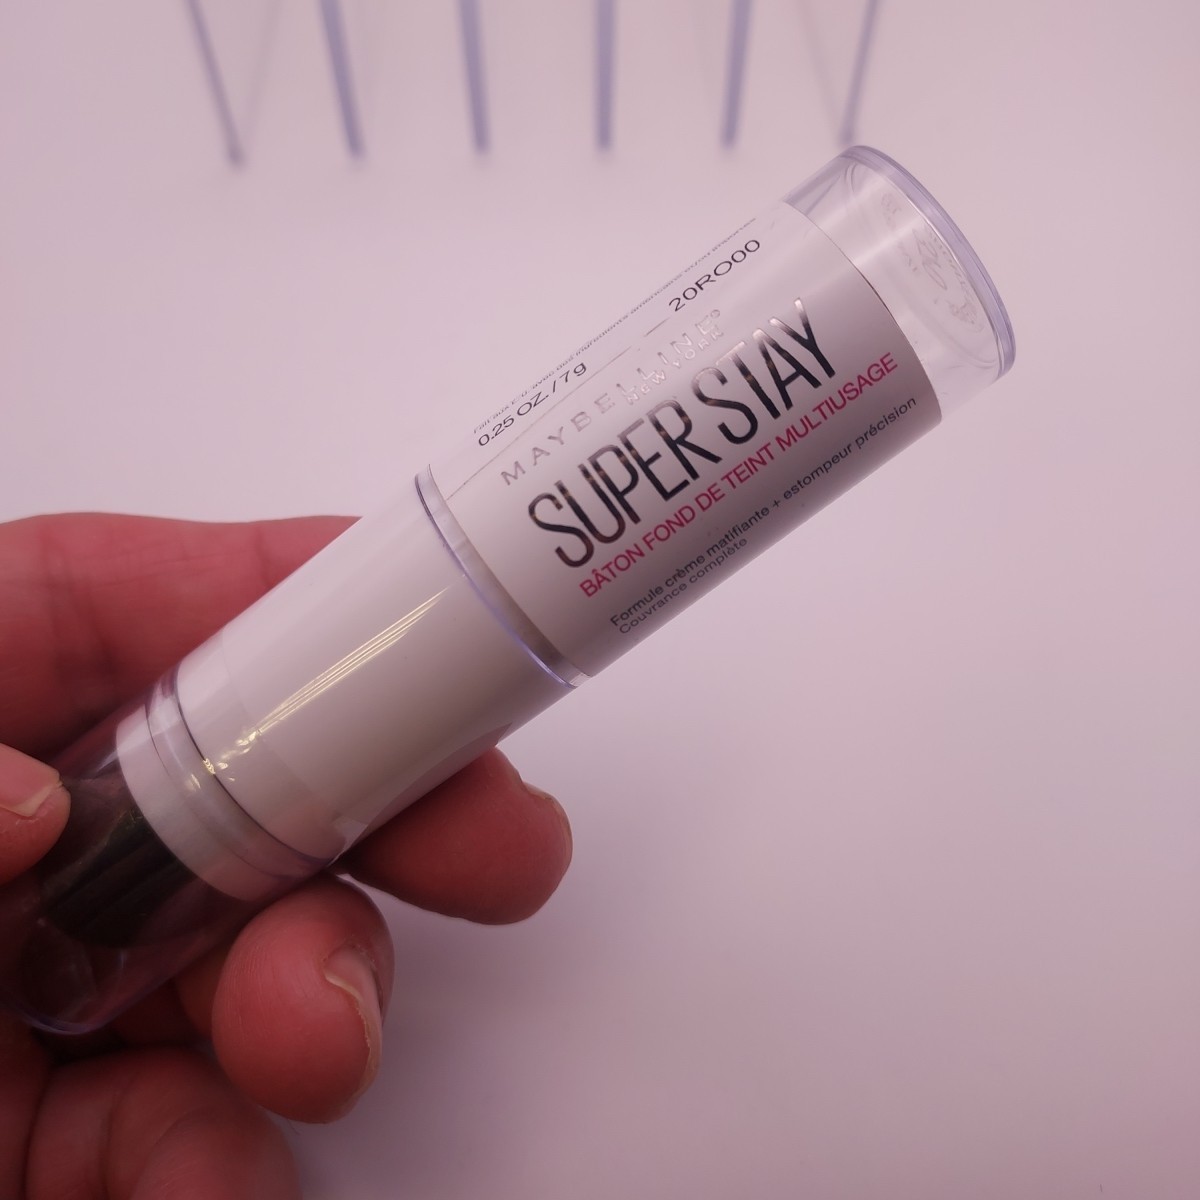 20RO00
0.25 OZ. / 7g
MAYBELLINE®
NEW YORK
SUPER STAY
BÂTON FOND DE TEINT MULTIUSAGE
Formule crème matifiante + estompeur précision
Couvrance complète